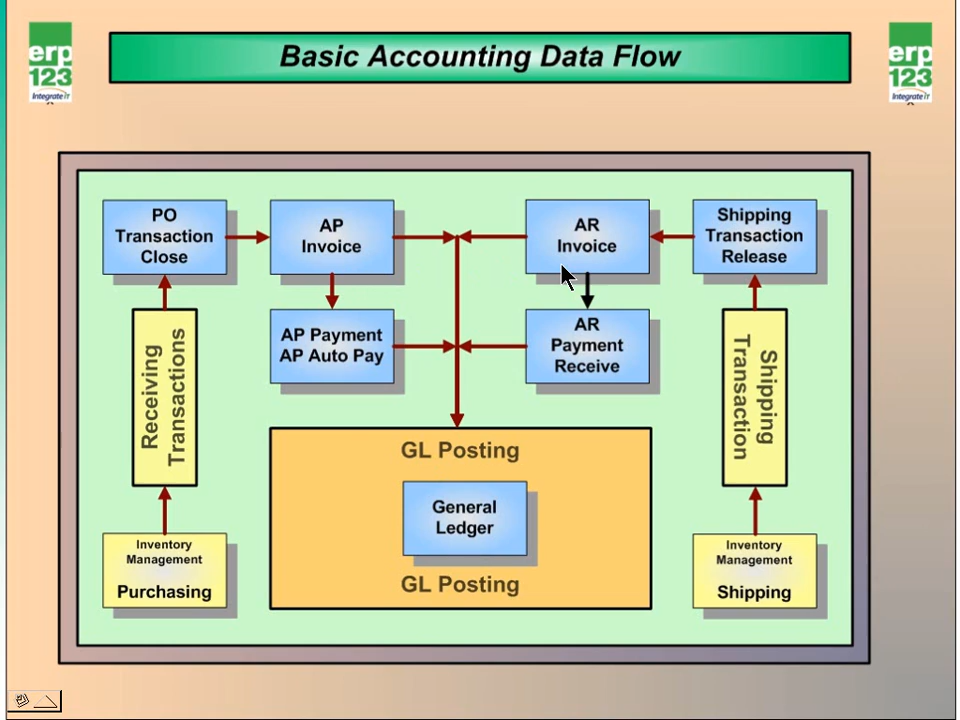 erp
123
Integrate iT
Basic Accounting Data Flow
erp
123
Integrate iT
PO
Transaction
Close
AP
Invoice
AR
Invoice
Shipping
Transaction
Release
AP Payment
AP Auto Pay
AR
Payment
Receive
Receiving
Transactions
Shipping
Transaction
GL Posting
General
Ledger
GL Posting
Inventory
Management
Purchasing
Inventory
Management
Shipping